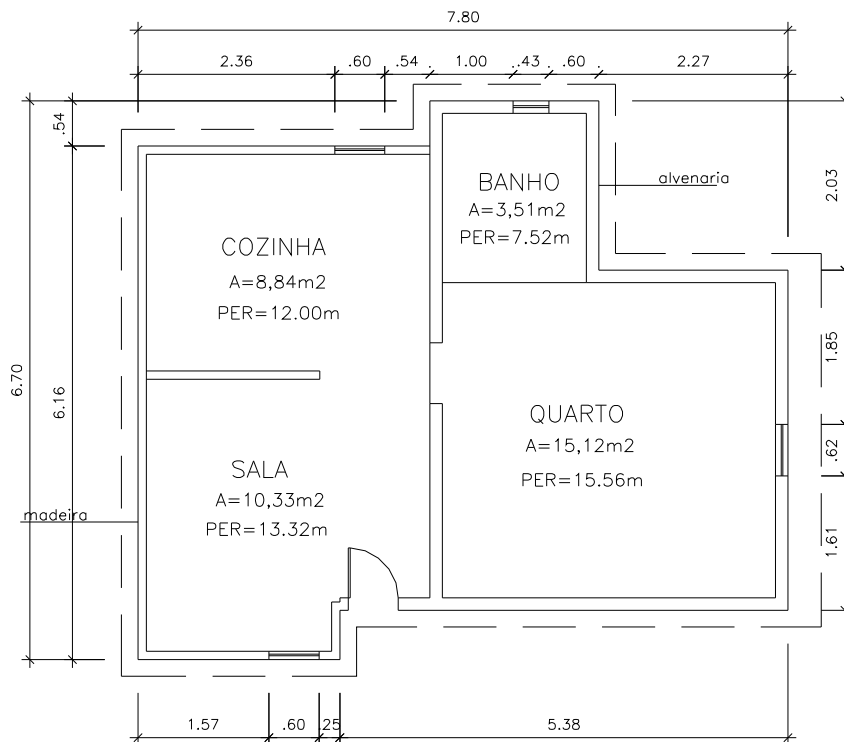 7.80
2.36 .60 .54 1.00 .43 .60 2.27
.54
BANHO
A=3,51m2
PER=7.52m
alvenaria
2.03
COZINHA
A=8,84m2
PER=12.00m
1.85
6.70
6.16
QUARTO
A=15,12m2
PER=15.56m
.62
SALA
A=10,33m2
PER=13.32m
madeira
1.61
1.57 .60 .25 5.38